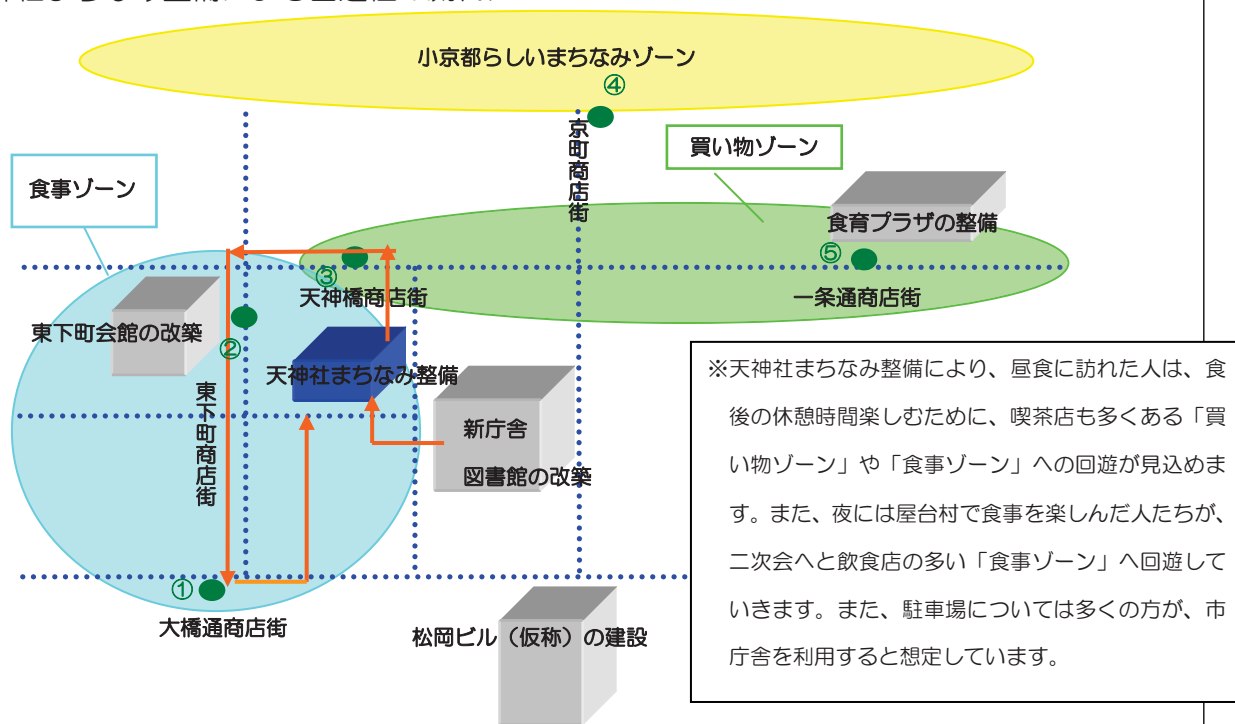 小京都らしいまちなみゾーン
④
京町商店街
買い物ゾーン
食事ゾーン
食育プラザの整備
⑤
③
天神橋商店街
一条通商店街
東下町会館の改築
②
天神社まちなみ整備
東下町商店街
新庁舎
図書館の改築
①
大橋通商店街
松岡ビル(仮称)の建設
※天神社まちなみ整備により、昼食に訪れた人は、食
後の休憩時間楽しむために、喫茶店も多くある「買
い物ゾーン」や「食事ゾーン」への回遊が見込めま
す。また、夜には屋台村で食事を楽しんだ人たちが、
二次会へと飲食店の多い「食事ゾーン」へ回遊して
いきます。また、駐車場については多くの方が、市
庁舎を利用すると想定しています。